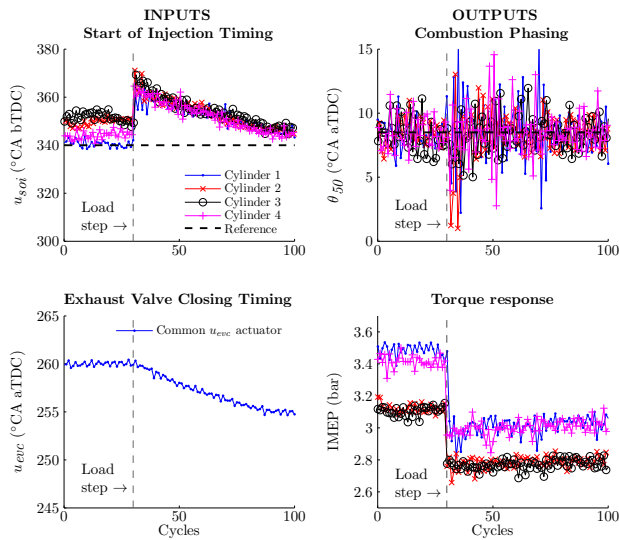 INPUTS
Start of Injection Timing
380
360
340
320
300
0
50
100
u_soi (°CA bTDC)
Load
step →
Cylinder 1
Cylinder 2
Cylinder 3
Cylinder 4
Reference
OUTPUTS
Combustion Phasing
15
10
5
0
0
50
100
θ_50 (°CA aTDC)
Load
step →
Exhaust Valve Closing Timing
265
260
255
250
245
0
50
100
u_evc (°CA aTDC)
Common u_evc actuator
Load
step →
Cycles
Torque response
3.6
3.4
3.2
3
2.8
2.6
0
50
100
IMEP (bar)
Load
step →
Cycles